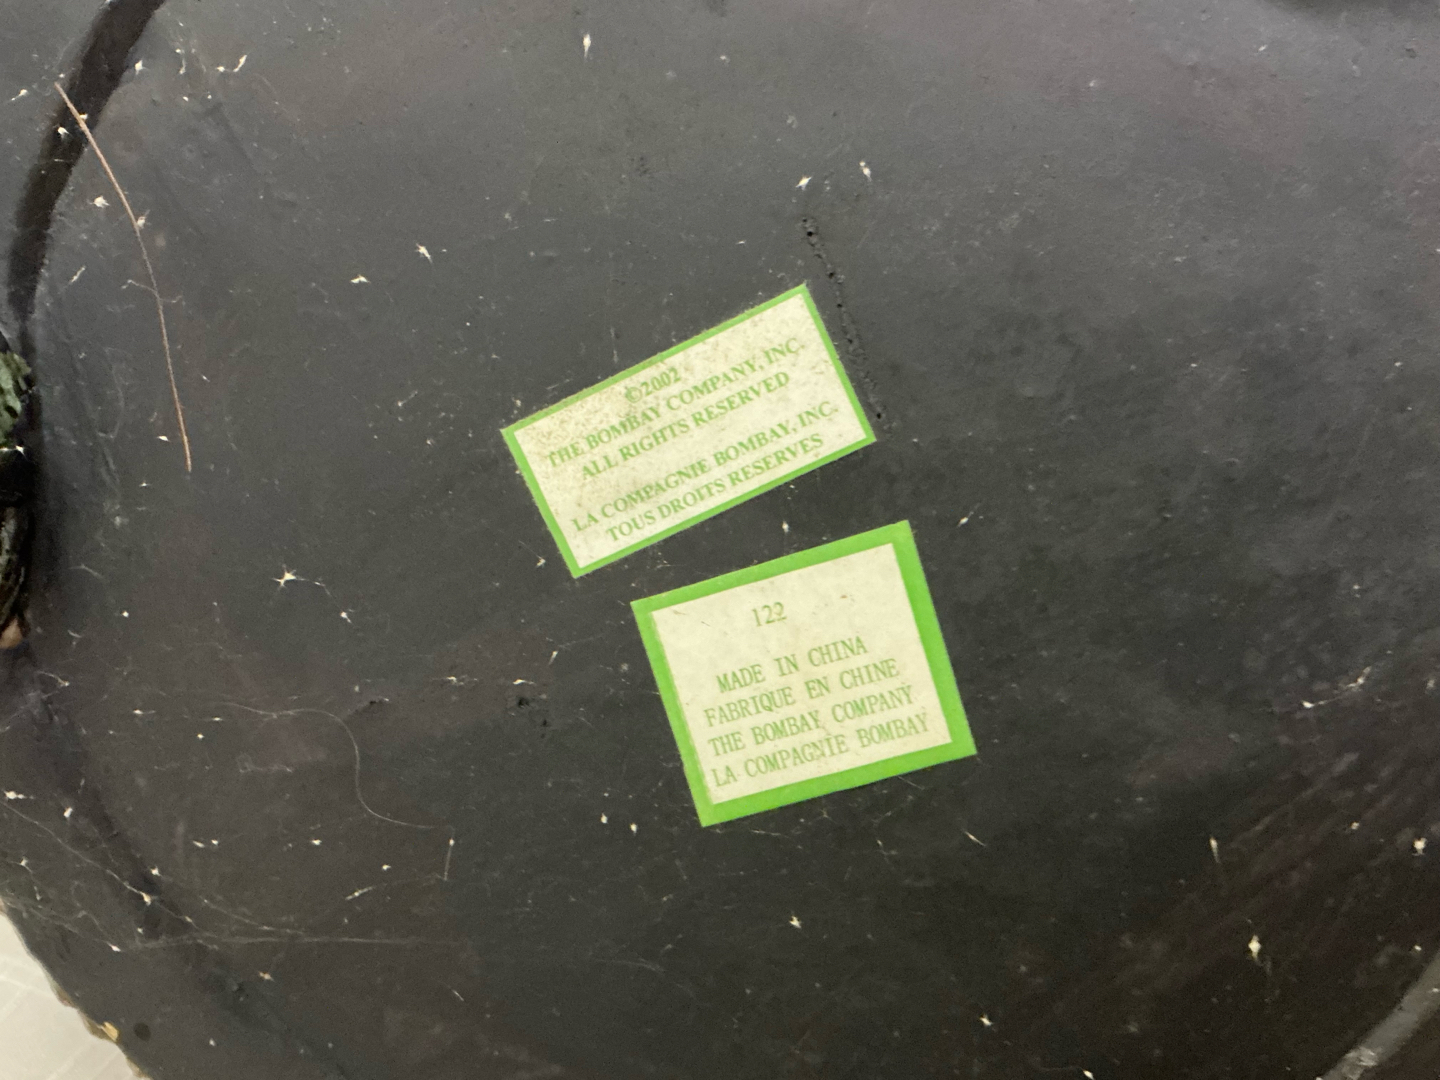 ©2002
THE BOMBAY COMPANY, INC.
ALL RIGHTS RESERVED
LA COMPAGNIE BOMBAY, INC.
TOUS DROITS RESERVES
122
MADE IN CHINA
FABRIQUE EN CHINE
THE BOMBAY COMPANY
LA COMPAGNIE BOMBAY